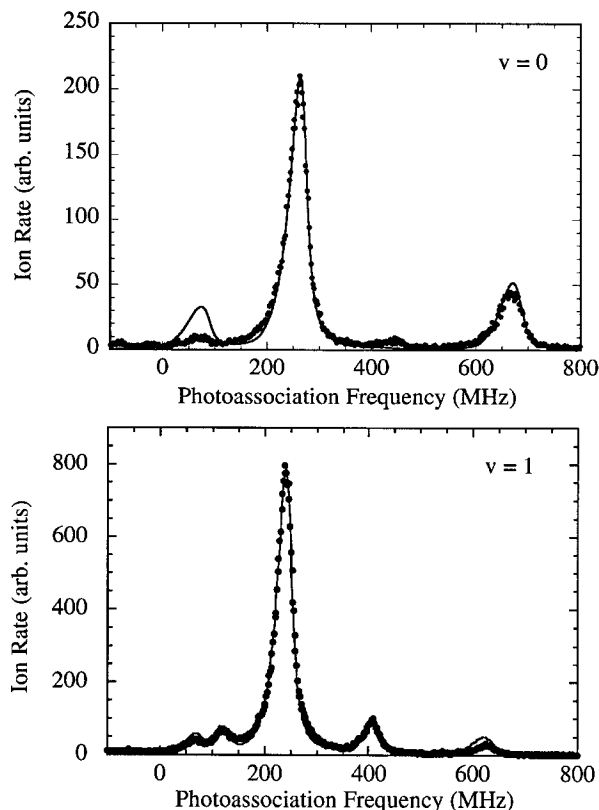 250
200
150
100
50
0
Ion Rate (arb. units)
v = 0
0 200 400 600 800
Photoassociation Frequency (MHz)
800
600
400
200
0
Ion Rate (arb. units)
v = 1
0 200 400 600 800
Photoassociation Frequency (MHz)